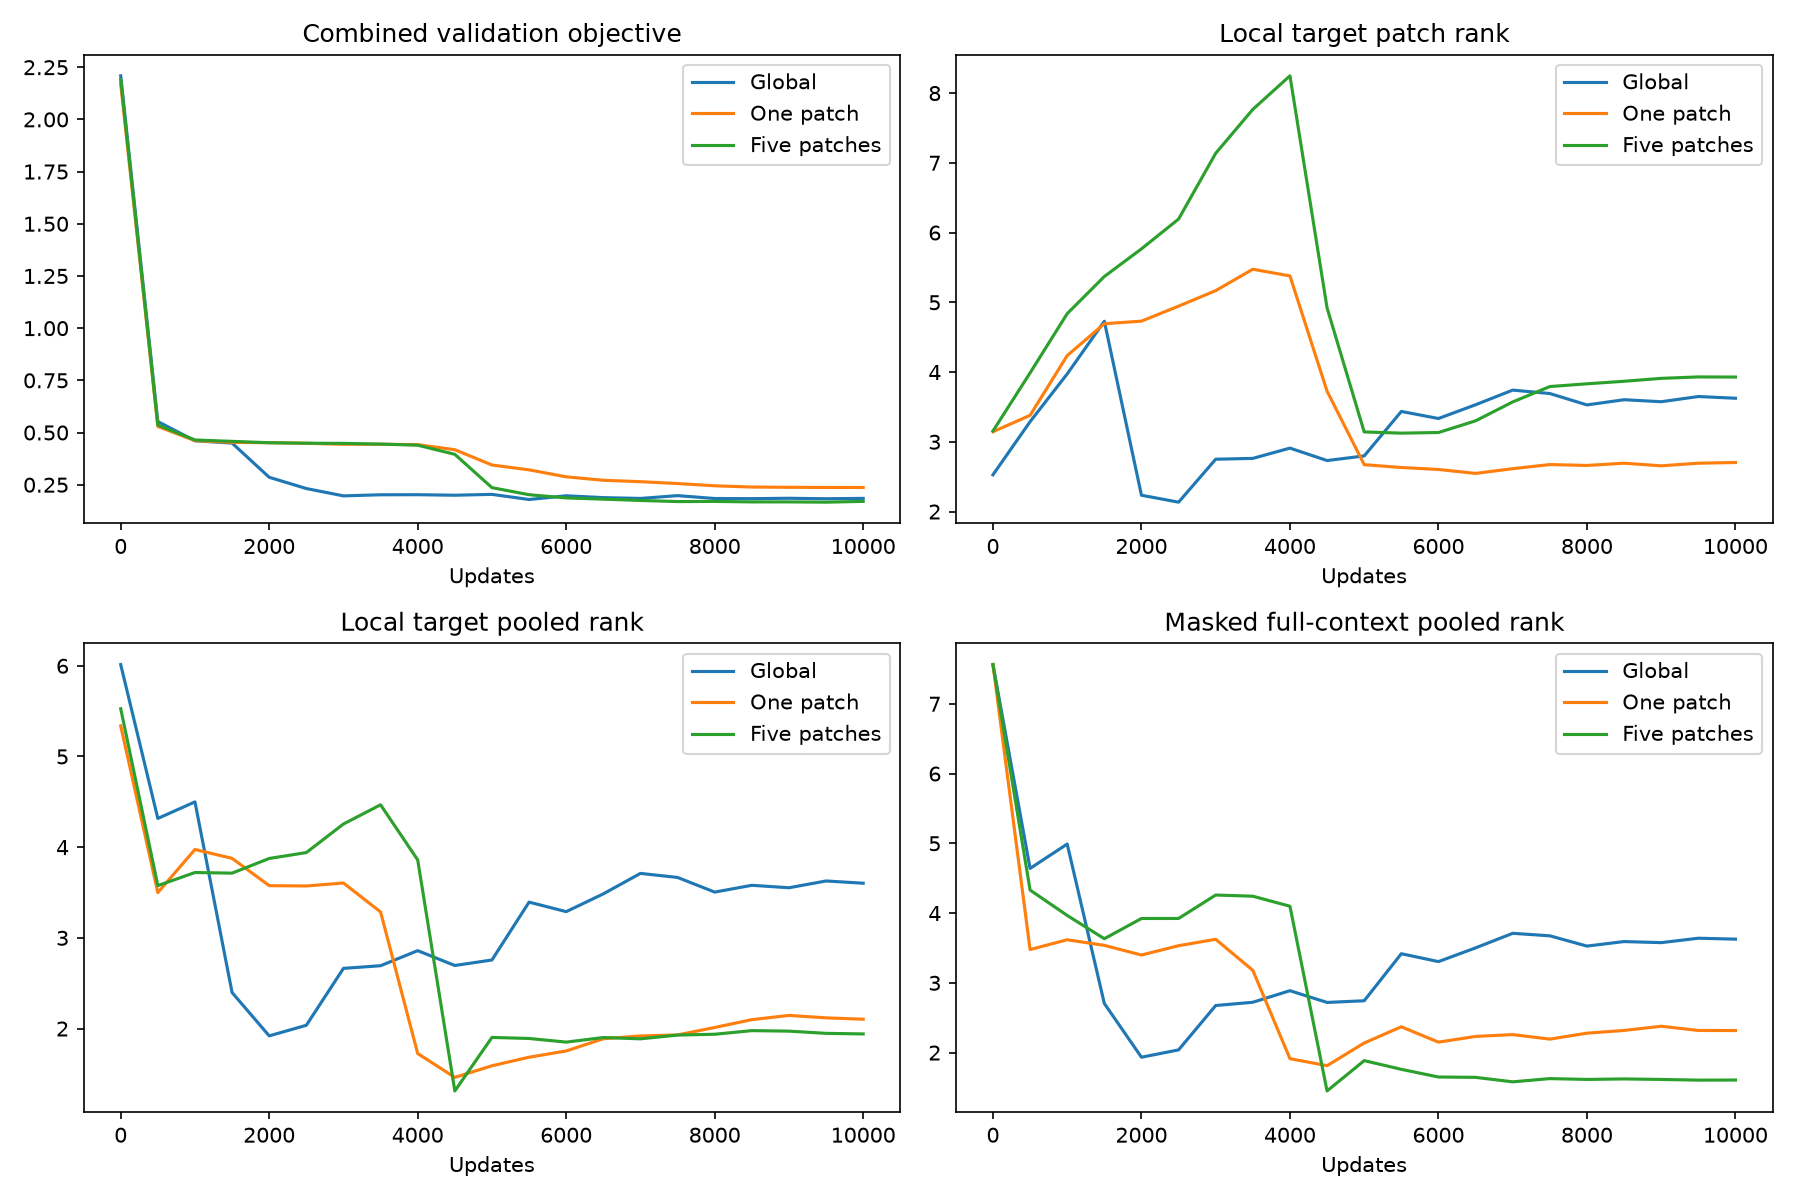 Combined validation objective
2.25
2.00
1.75
1.50
1.25
1.00
0.75
0.50
0.25
0 2000 4000 6000 8000 10000
Updates
Global
One patch
Five patches
Local target patch rank
8
7
6
5
4
3
2
0 2000 4000 6000 8000 10000
Updates
Global
One patch
Five patches
Local target pooled rank
6
5
4
3
2
0 2000 4000 6000 8000 10000
Updates
Global
One patch
Five patches
Masked full-context pooled rank
7
6
5
4
3
2
0 2000 4000 6000 8000 10000
Updates
Global
One patch
Five patches